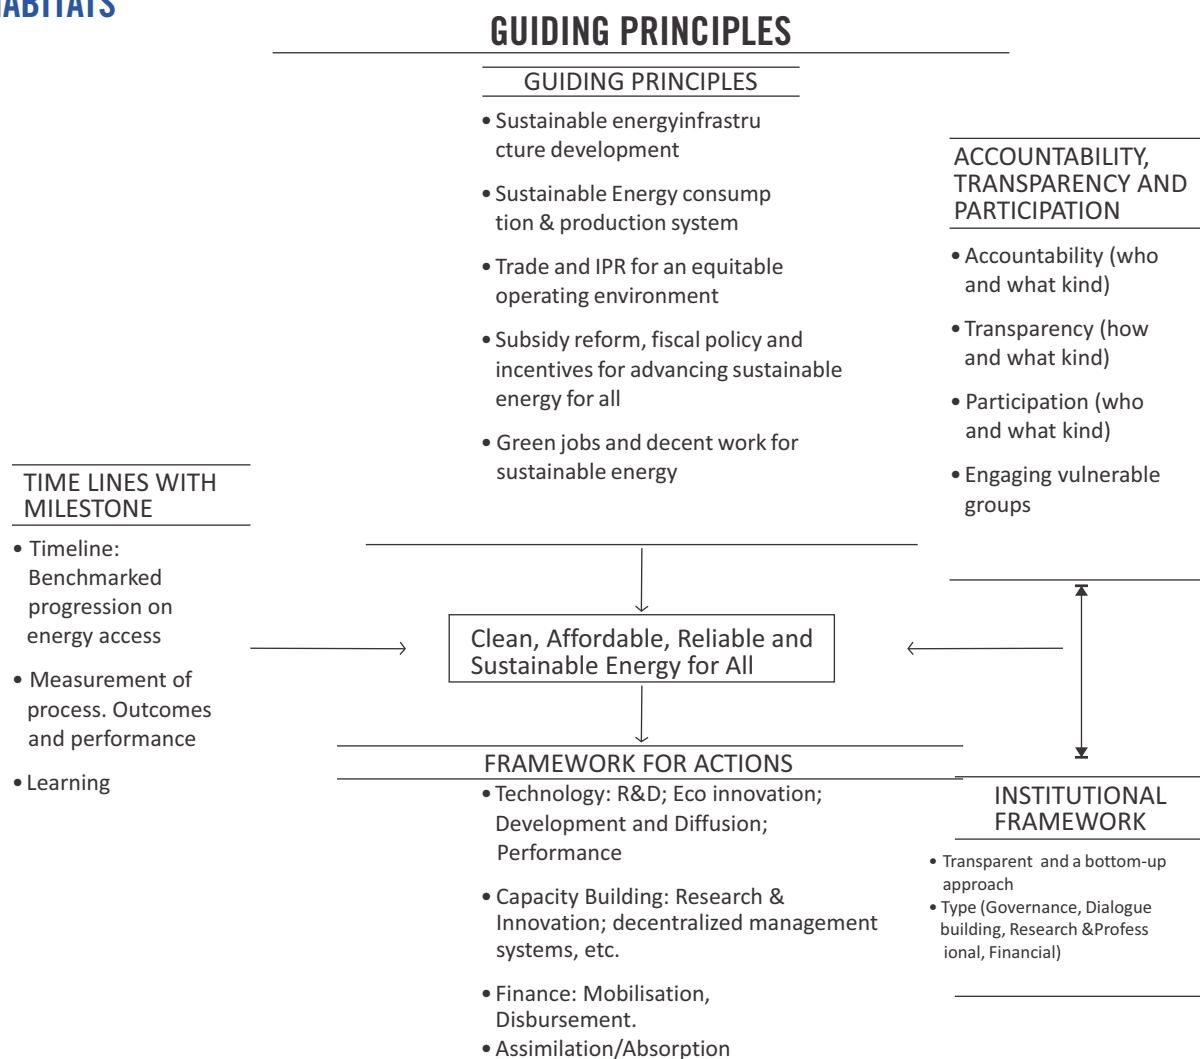 HABITATS
GUIDING PRINCIPLES
GUIDING PRINCIPLES
• Sustainable energyinfrastru
cture development
• Sustainable Energy consump
tion & production system
• Trade and IPR for an equitable
operating environment
• Subsidy reform, fiscal policy and
incentives for advancing sustainable
energy for all
• Green jobs and decent work for
sustainable energy
ACCOUNTABILITY,
TRANSPARENCY AND
PARTICIPATION
• Accountability (who
and what kind)
• Transparency (how
and what kind)
• Participation (who
and what kind)
• Engaging vulnerable
groups
TIME LINES WITH
MILESTONE
• Timeline:
Benchmarked
progression on
energy access
• Measurement of
process. Outcomes
and performance
• Learning
Clean, Affordable, Reliable and
Sustainable Energy for All
FRAMEWORK FOR ACTIONS
• Technology: R&D; Eco innovation;
Development and Diffusion;
Performance
• Capacity Building: Research &
Innovation; decentralized management
systems, etc.
• Finance: Mobilisation,
Disbursement.
• Assimilation/Absorption
INSTITUTIONAL
FRAMEWORK
• Transparent and a bottom-up
approach
• Type (Governance, Dialogue
building, Research &Profess
ional, Financial)